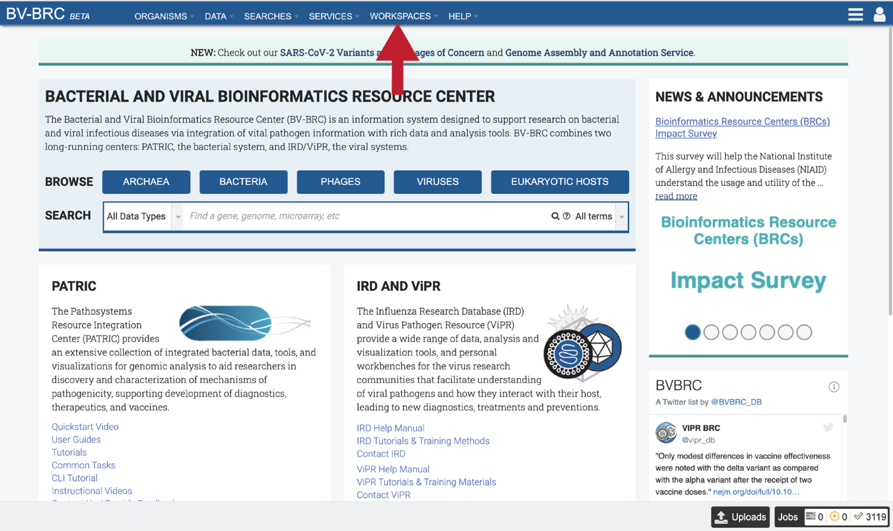 BV-BRC BETA
ORGANISMS DATA SEARCHES SERVICES WORKSPACES HELP
NEW: Check out our SARS-CoV-2 Variants a ages of Concern and Genome Assembly and Annotation Service.
BACTERIAL AND VIRAL BIOINFORMATICS RESOURCE CENTER
The Bacterial and Viral Bioinformatics Resource Center (BV-BRC) is an information system designed to support research on bacterial
and viral infectious diseases via integration of vital pathogen information with rich data and analysis tools. BV-BRC combines two
long-running centers: PATRIC, the bacterial system, and IRD/ViPR, the viral systems.
BROWSE ARCHAEA BACTERIA PHAGES VIRUSES EUKARYOTIC HOSTS
SEARCH All Data Types Find a gene, genome, microarray, etc All terms
PATRIC
The Pathosystems
Resource Integration
Center (PATRIC) provides
an extensive collection of integrated bacterial data, tools, and
visualizations for genomic analysis to aid researchers in
discovery and characterization of mechanisms of
pathogenicity, supporting development of diagnostics,
therapeutics, and vaccines.
Quickstart Video
User Guides
Tutorials
Common Tasks
CLI Tutorial
Instructional Videos
IRD AND ViPR
The Influenza Research Database (IRD)
and Virus Pathogen Resource (ViPR)
provide a wide range of data, analysis and
visualization tools, and personal
workbenches for the virus research
communities that facilitate understanding
of viral pathogens and how they interact with their host,
leading to new diagnostics, treatments and preventions.
IRD Help Manual
IRD Tutorials & Training Methods
Contact IRD
ViPR Help Manual
ViPR Tutorials & Training Materials
Contact ViPR
NEWS & ANNOUNCEMENTS
Bioinformatics Resource Centers (BRCs)
Impact Survey
This survey will help the National Institute
of Allergy and Infectious Diseases (NIAID)
understand the usage and utility of the ...
read more
Bioinformatics Resource
Centers (BRCs)
Impact Survey
BVBRC
A Twitter list by @BVBRC_DB
ViPR BRC
@vipr_db
"Only modest differences in vaccine effectiveness
were noted with the delta variant as compared
with the alpha variant after the receipt of two
vaccine doses." nejm.org/doi/full/10.10...
Uploads Jobs 0 0 3119